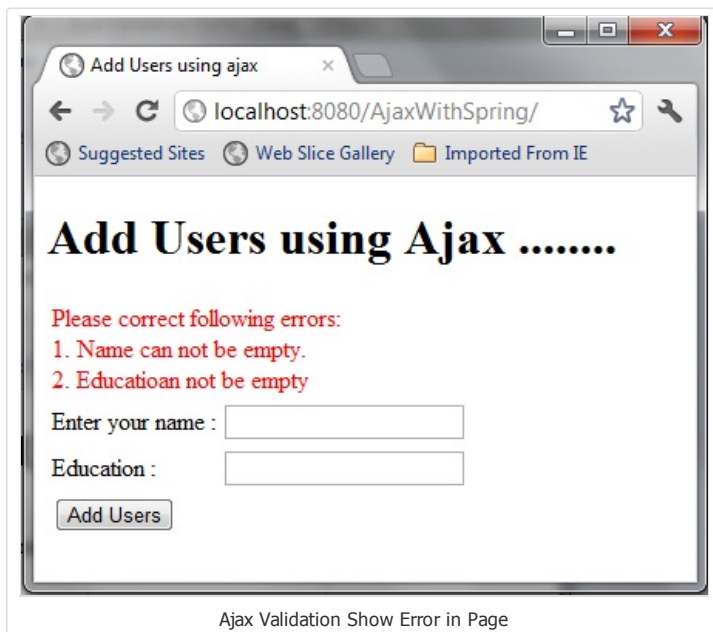 Add Users using ajax
localhost:8080/AjaxWithSpring/
Suggested Sites Web Slice Gallery Imported From IE
Add Users using Ajax ........
Please correct following errors:
1. Name can not be empty.
2. Educatioan not be empty
Enter your name :
Education :
Add Users
Ajax Validation Show Error in Page